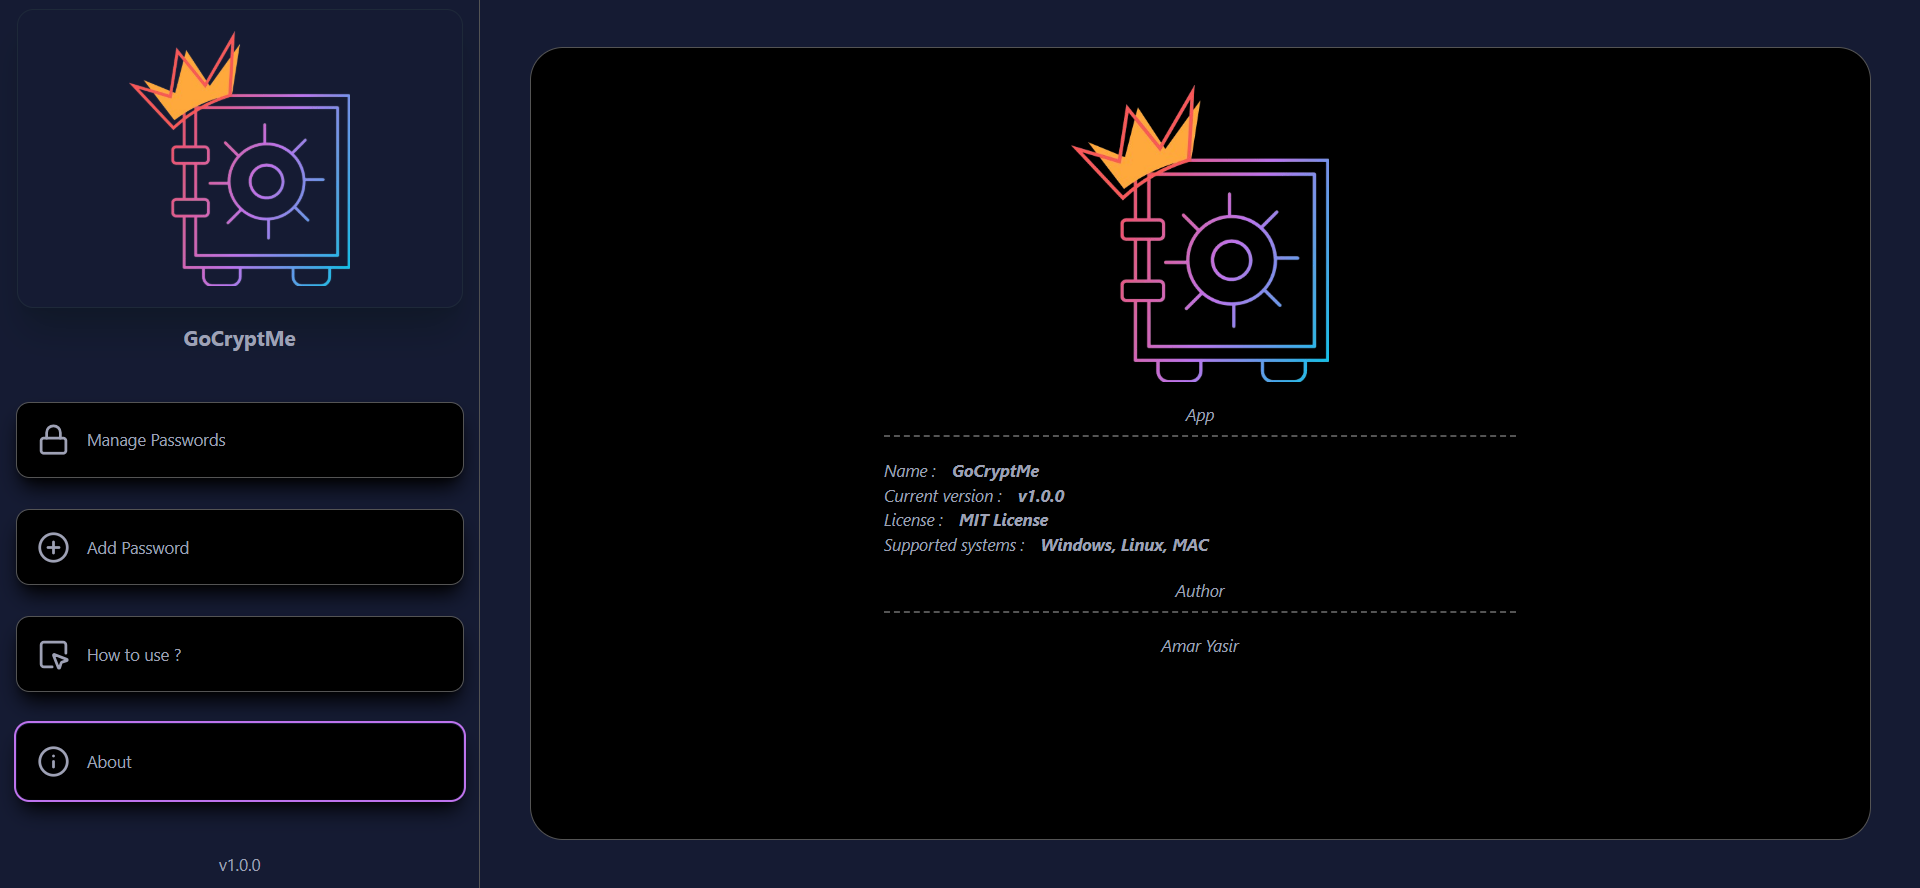 GoCryptMe
Manage Passwords
Add Password
How to use ?
About
v1.0.0
App
Name : GoCryptMe
Current version : v1.0.0
License : MIT License
Supported systems : Windows, Linux, MAC
Author
Amar Yasir